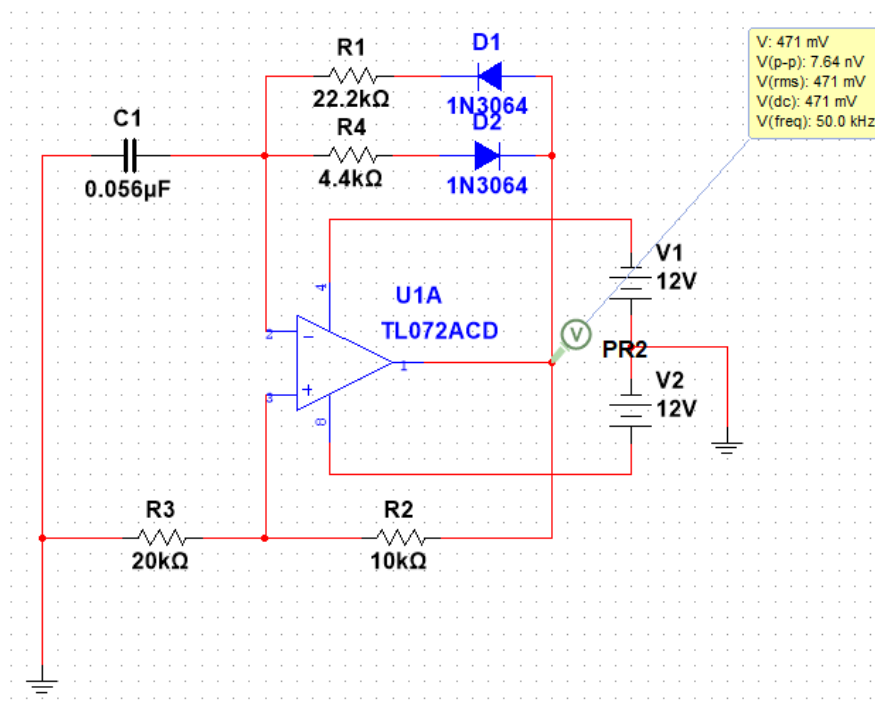 V: 471 mV
V(p-p): 7.64 nV
V(rms): 471 mV
V(dc): 471 mV
V(freq): 50.0 kHz
R1
22.2kΩ
D1
1N3064
C1
0.056µF
R4
4.4kΩ
D2
1N3064
V1
12V
4
U1A
TL072ACD
2
−
+
3
1
8
V
PR2
V2
12V
R3
20kΩ
R2
10kΩ